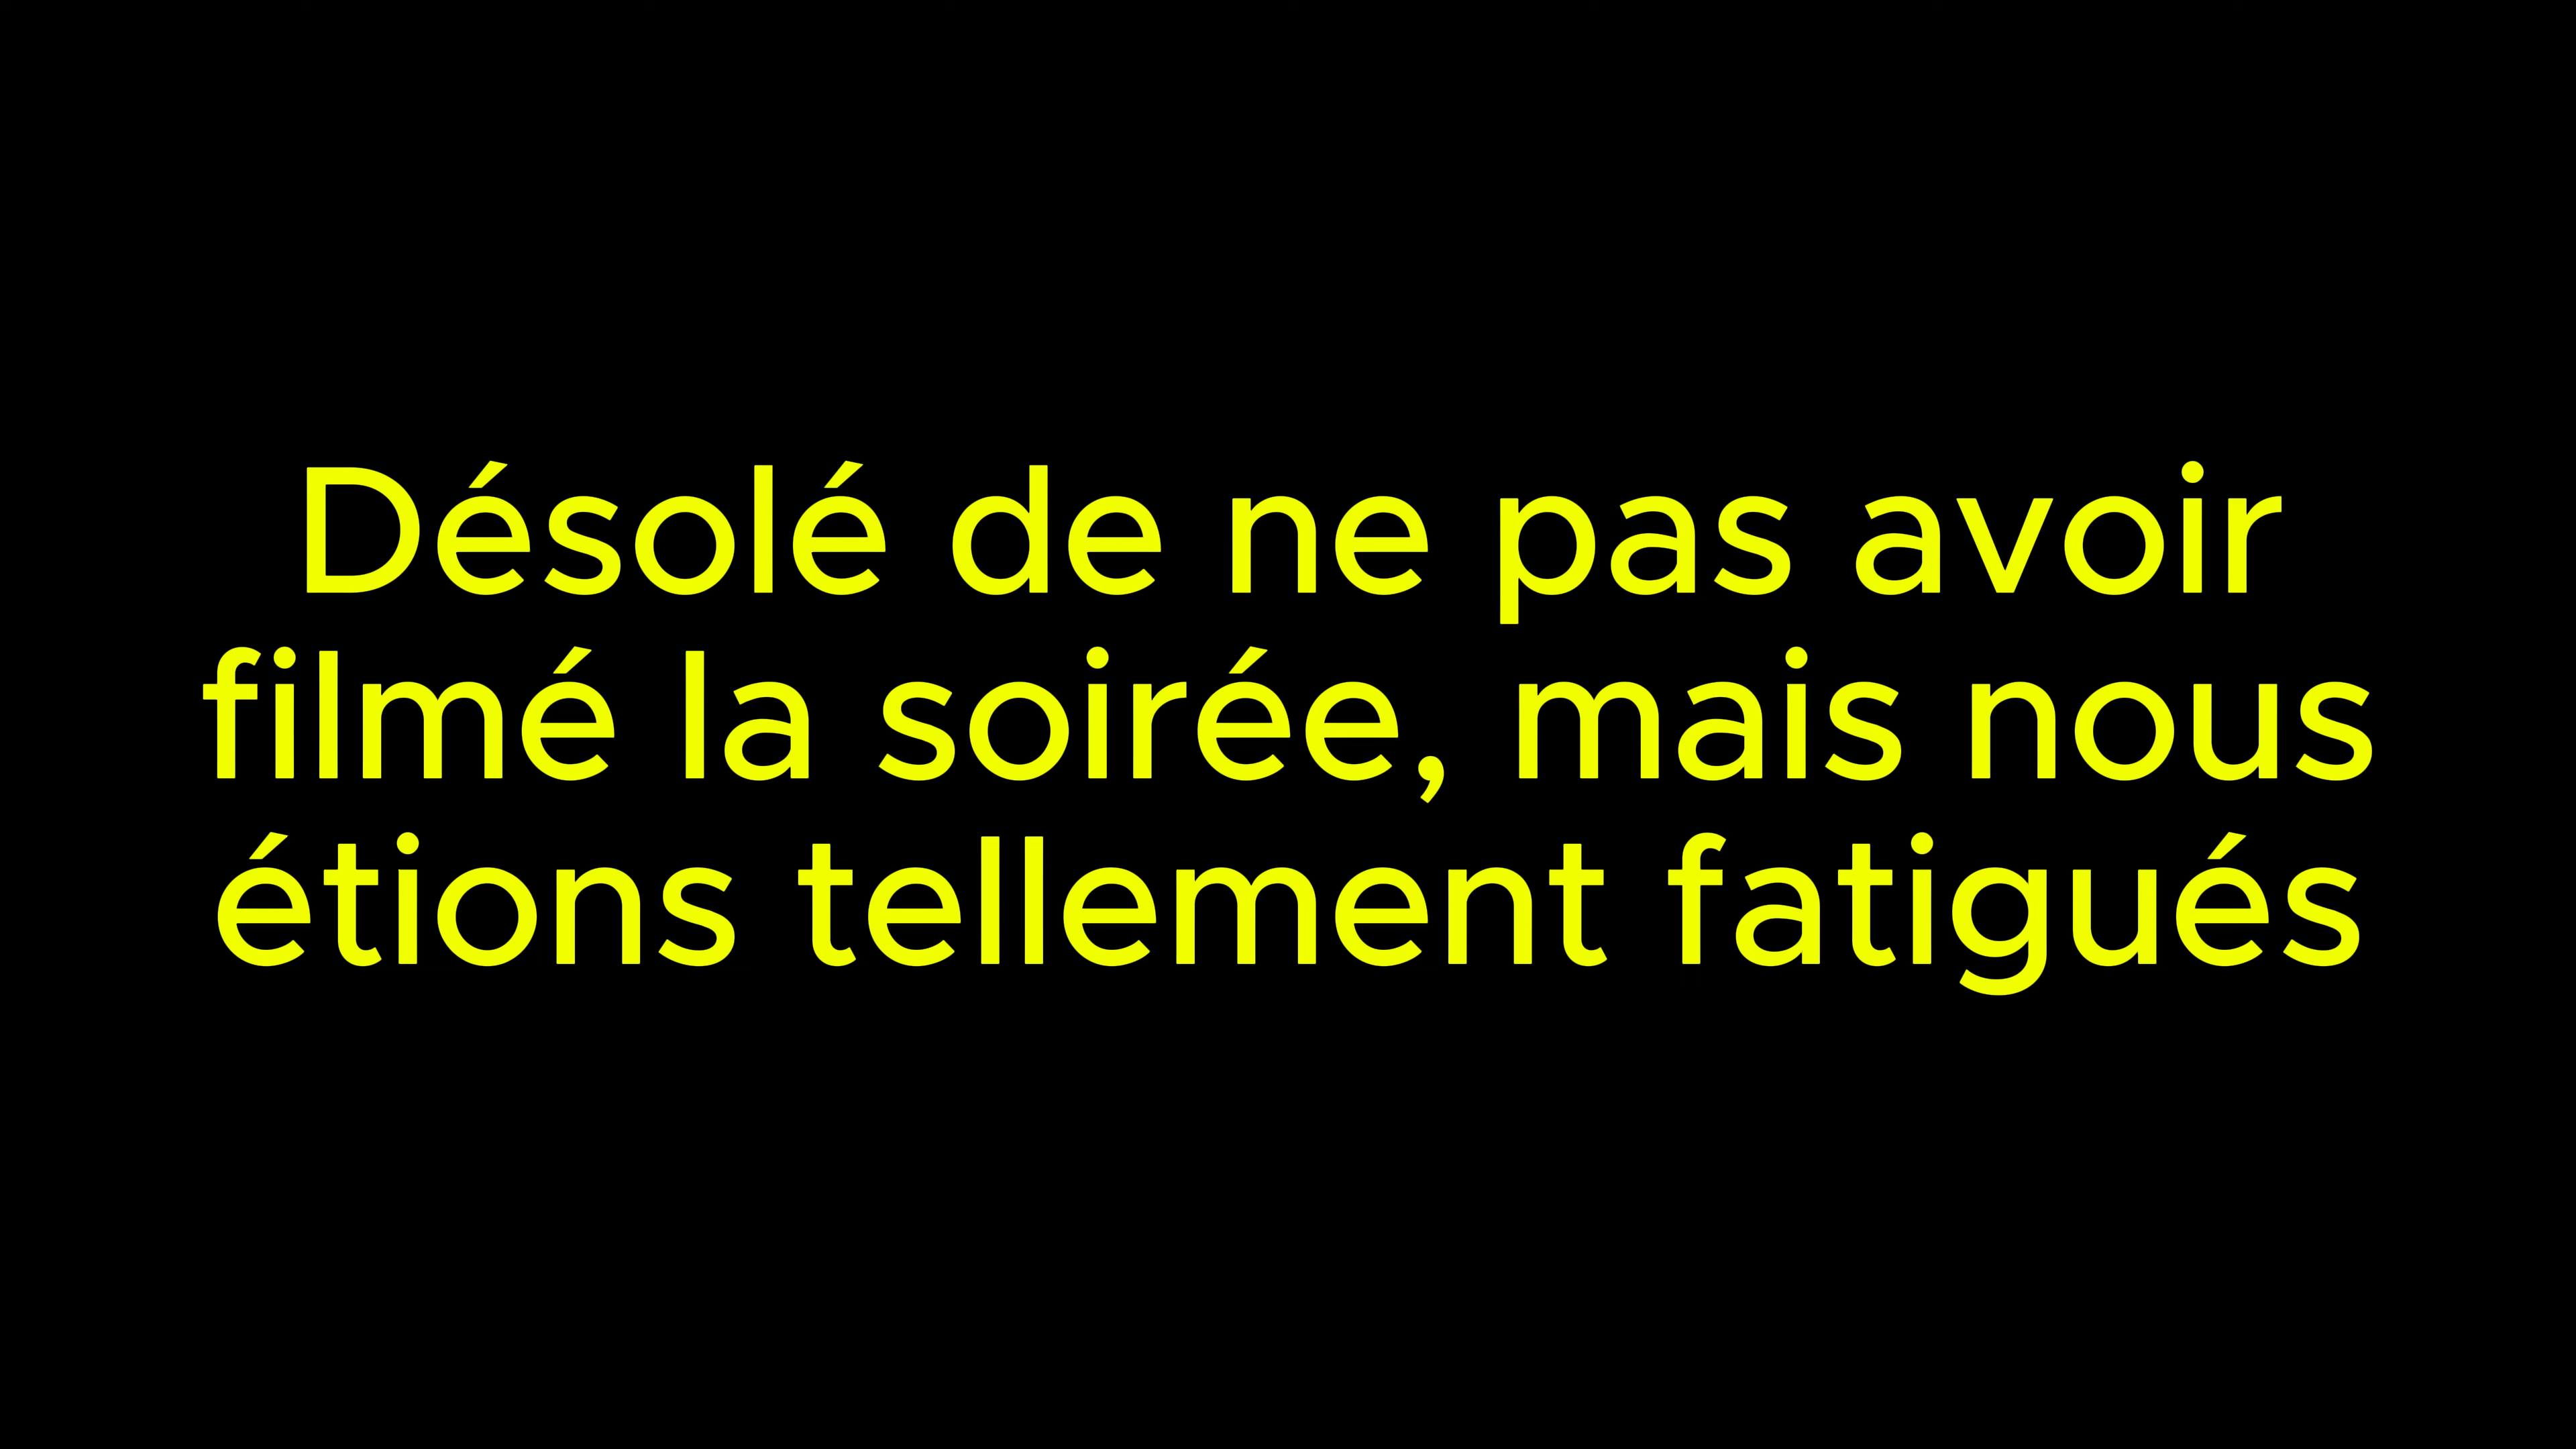 Désolé de ne pas avoir
filmé la soirée, mais nous
étions tellement fatigués